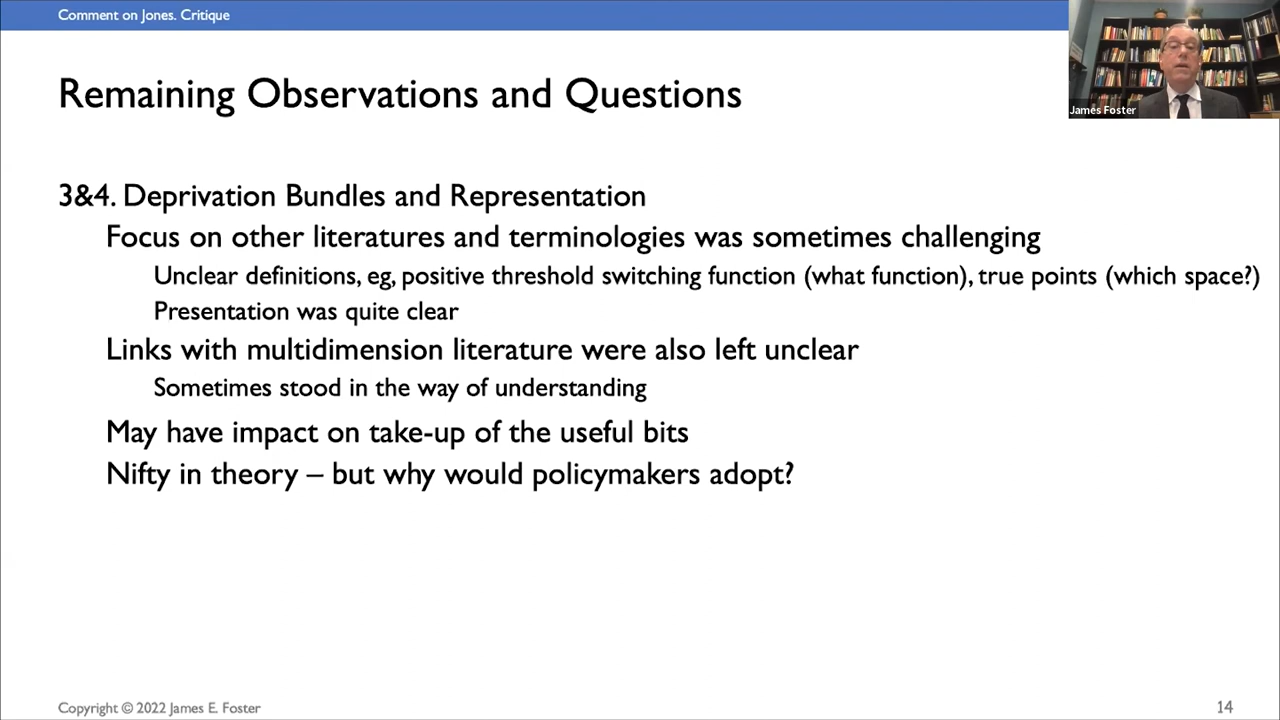 Comment on Jones. Critique
James Foster
Remaining Observations and Questions
3&4. Deprivation Bundles and Representation
Focus on other literatures and terminologies was sometimes challenging
Unclear definitions, eg, positive threshold switching function (what function), true points (which space?)
Presentation was quite clear
Links with multidimension literature were also left unclear
Sometimes stood in the way of understanding
May have impact on take-up of the useful bits
Nifty in theory – but why would policymakers adopt?
Copyright © 2022 James E. Foster
14